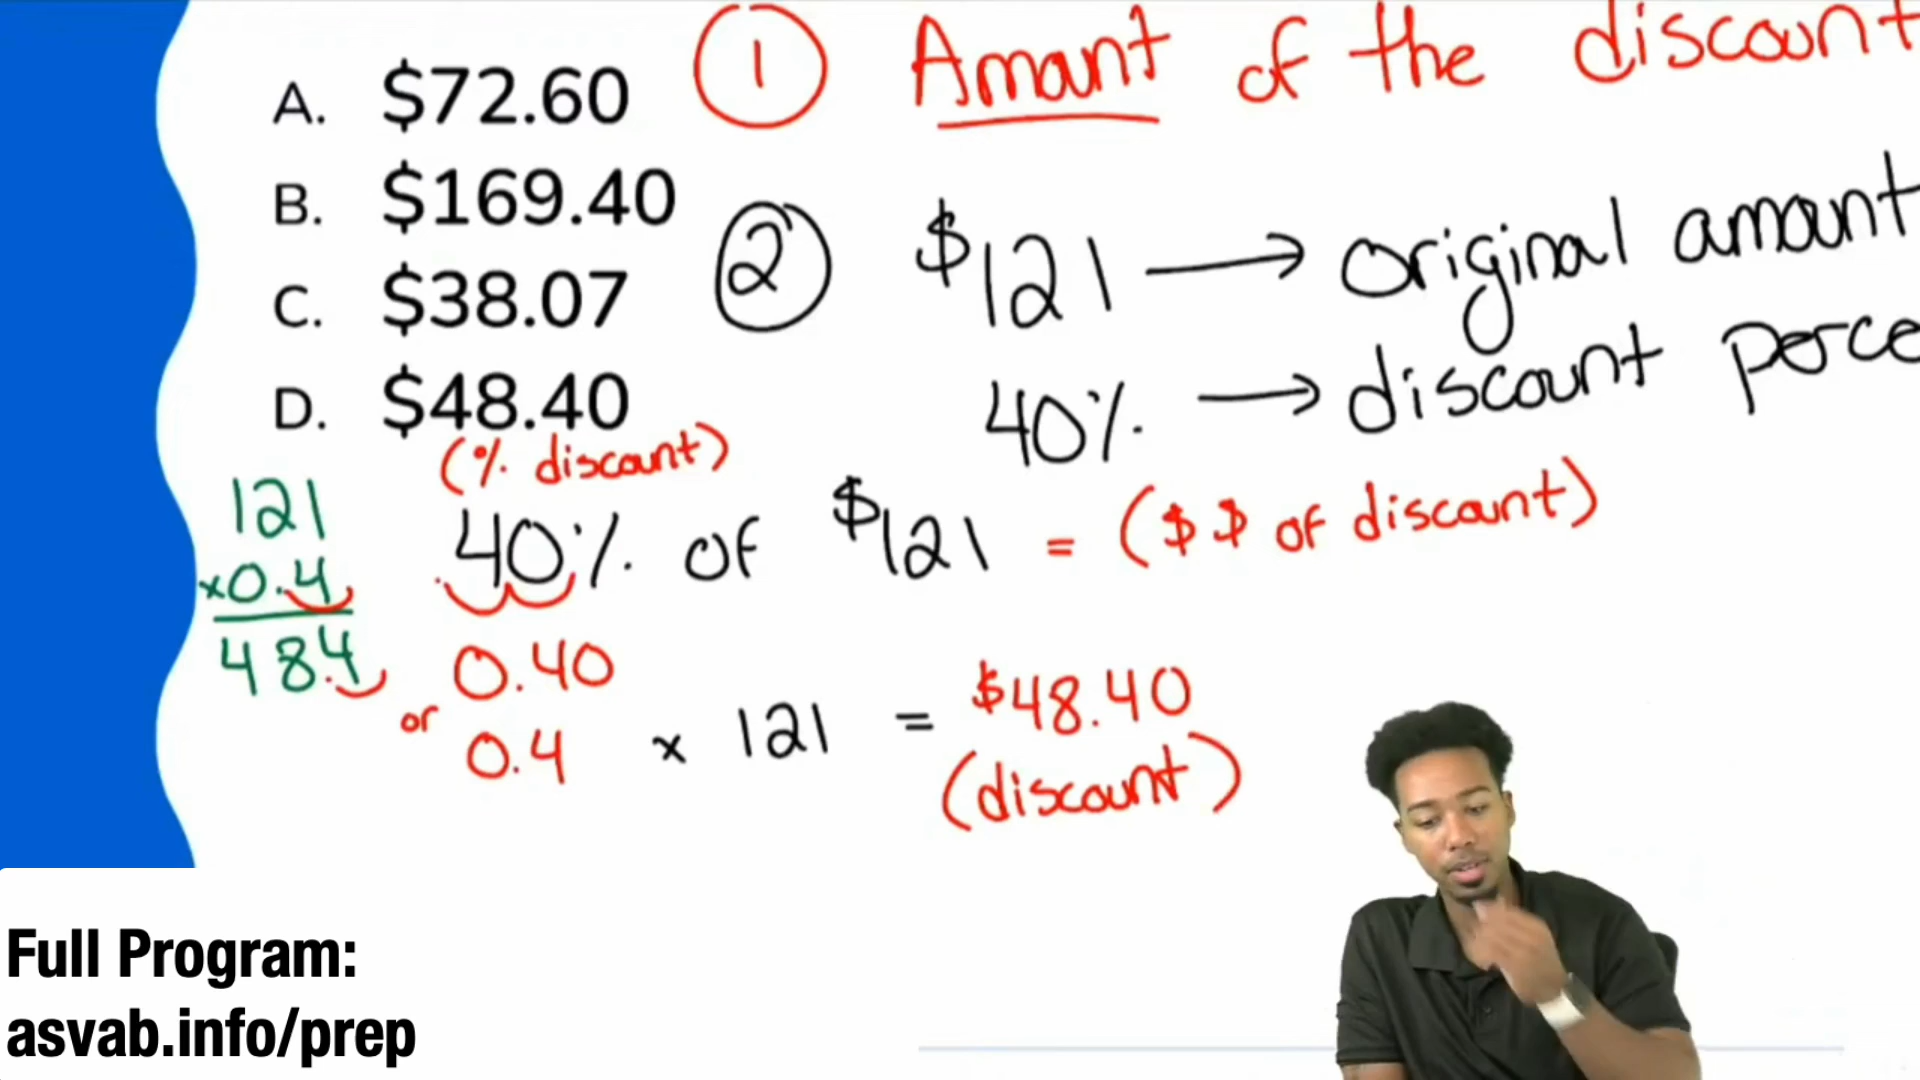 A. $72.60
B. $169.40
C. $38.07
D. $48.40
① Amount of the discount
② $121 → original amount
40% → discount perce
(% discount)
40% of $121 = ($$ of discount)
121
×0.4
48.4
0.40
or
0.4 × 121 = $48.40
(discount)
Full Program:
asvab.info/prep